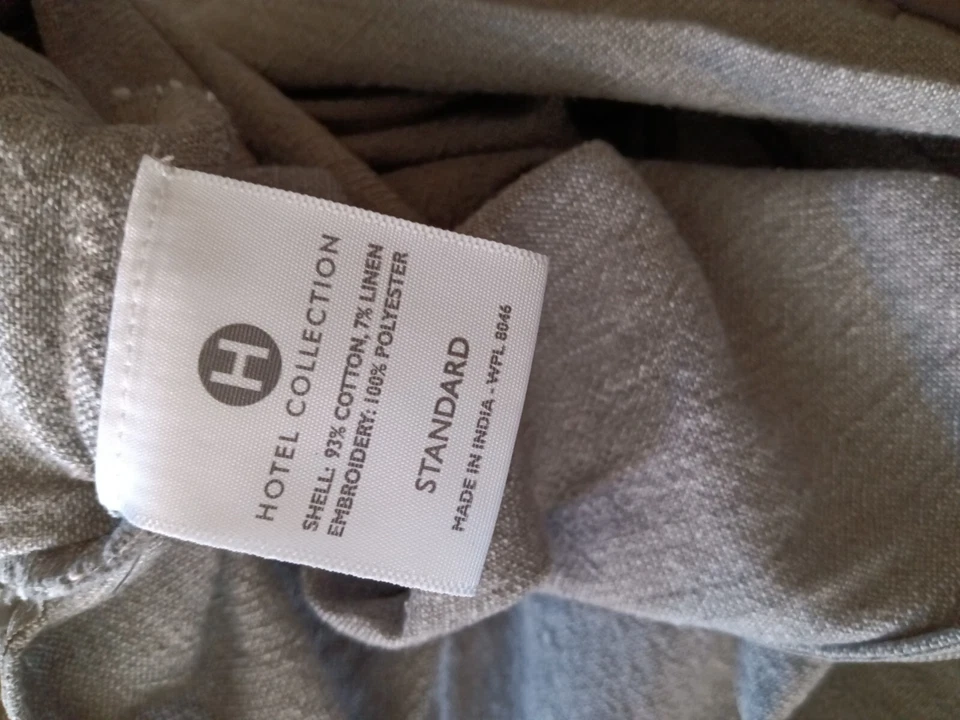 H
HOTEL COLLECTION
SHELL: 93% COTTON, 7% LINEN
EMBROIDERY: 100% POLYESTER
STANDARD
MADE IN INDIA - WPL 8046